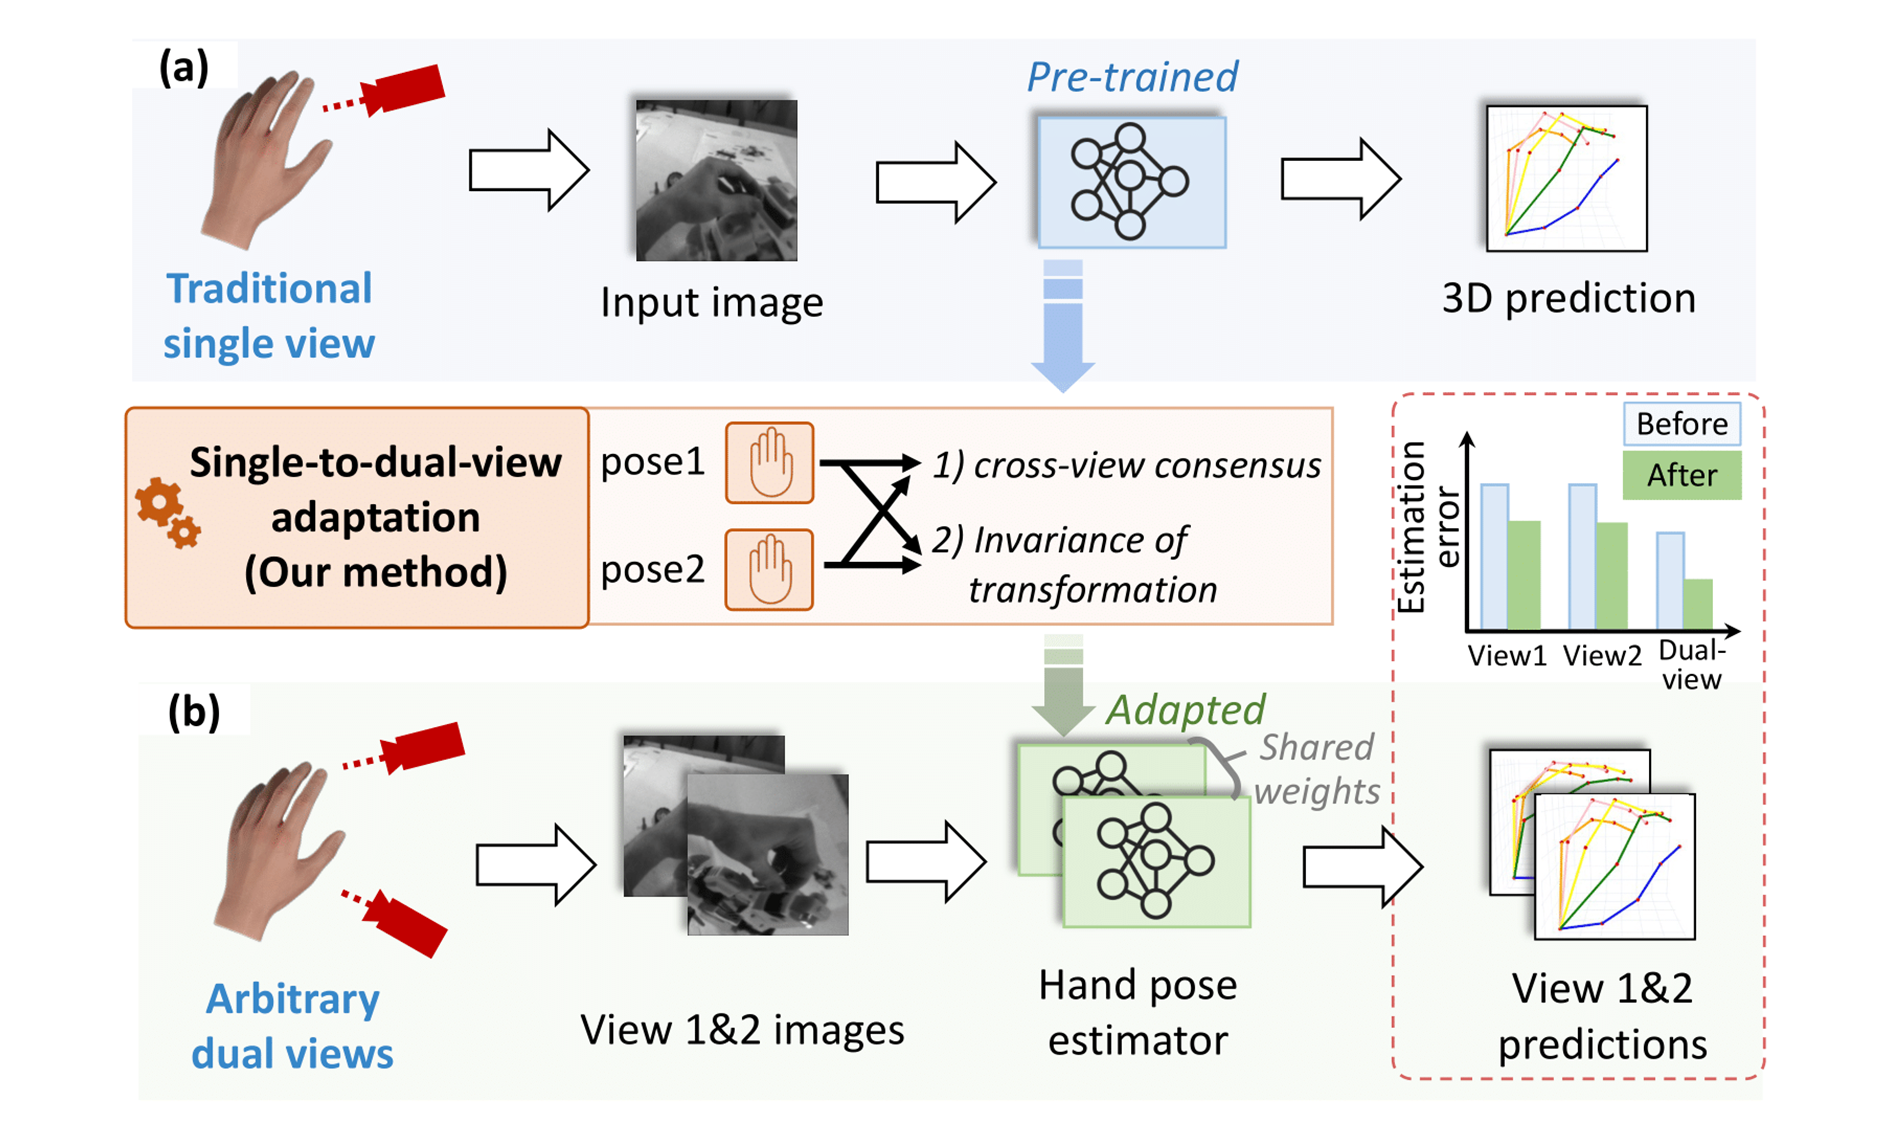 (a)
Pre-trained
Traditional
single view
Input image
3D prediction
Single-to-dual-view
adaptation
(Our method)
pose1
pose2
1) cross-view consensus
2) Invariance of
transformation
Before
After
Estimation
error
View1
View2
Dual-
view
(b)
Adapted
Shared
weights
Arbitrary
dual views
View 1&2 images
Hand pose
estimator
View 1&2
predictions